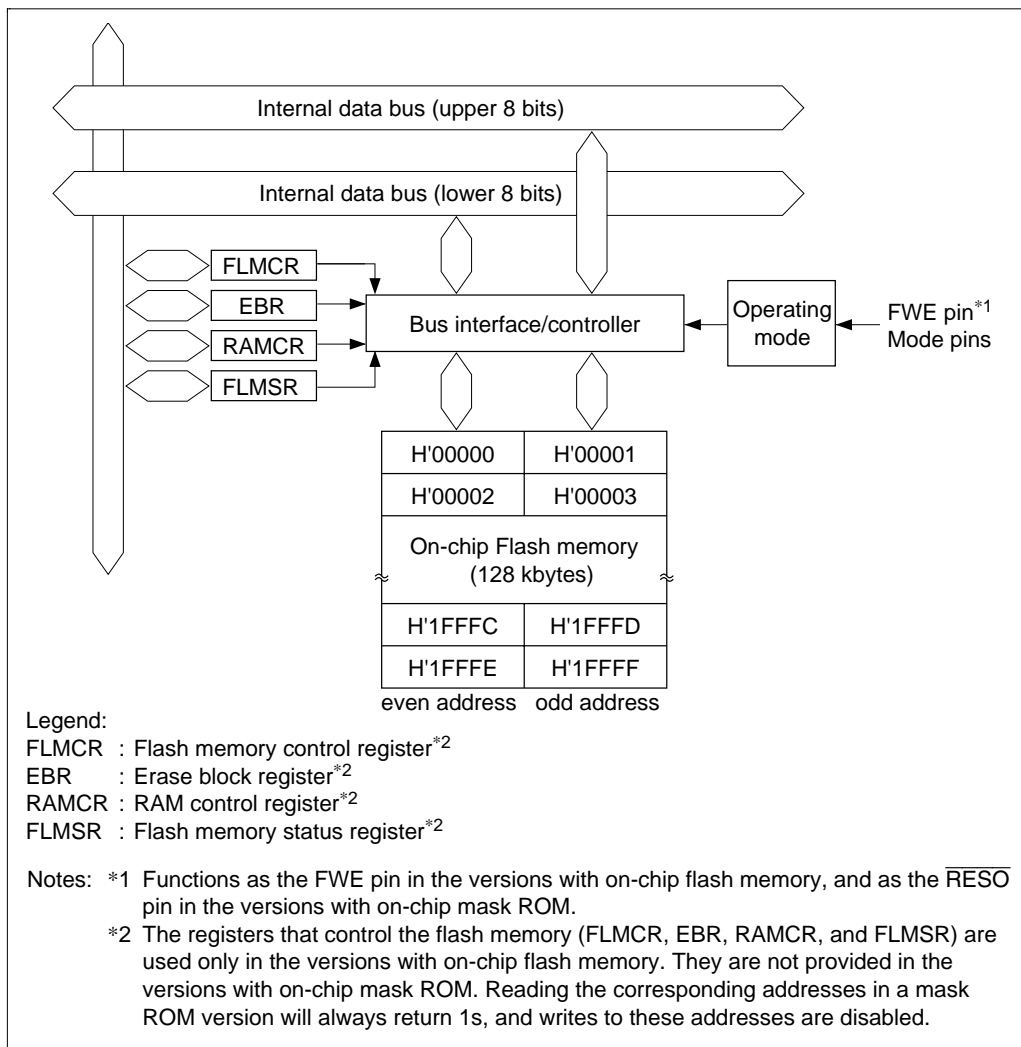 Internal data bus (upper 8 bits)
Internal data bus (lower 8 bits)
FLMCR
EBR
RAMCR
FLMSR
Bus interface/controller
Operating
mode
FWE pin*1
Mode pins
H'00000 H'00001
H'00002 H'00003
On-chip Flash memory
(128 kbytes)
H'1FFFC H'1FFFD
H'1FFFE H'1FFFF
even address odd address
Legend:
FLMCR : Flash memory control register*2
EBR : Erase block register*2
RAMCR : RAM control register*2
FLMSR : Flash memory status register*2
Notes: *1 Functions as the FWE pin in the versions with on-chip flash memory, and as the RESO
pin in the versions with on-chip mask ROM.
*2 The registers that control the flash memory (FLMCR, EBR, RAMCR, and FLMSR) are
used only in the versions with on-chip flash memory. They are not provided in the
versions with on-chip mask ROM. Reading the corresponding addresses in a mask
ROM version will always return 1s, and writes to these addresses are disabled.